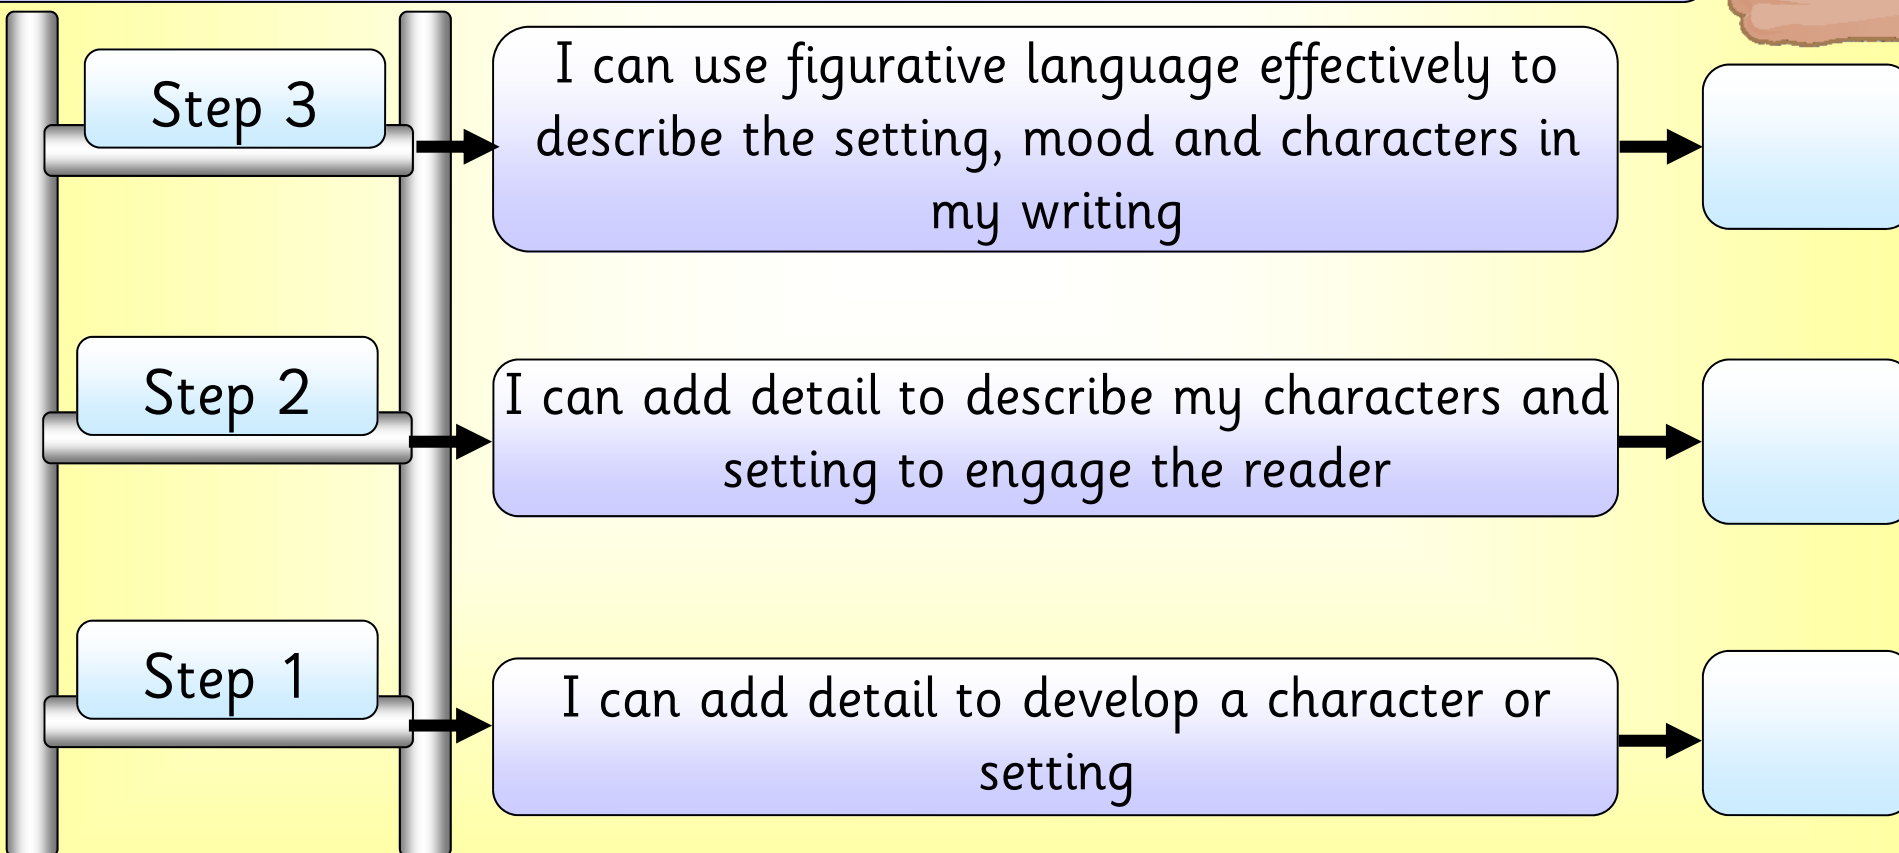 Step 3
I can use figurative language effectively to
describe the setting, mood and characters in
my writing
Step 2
I can add detail to describe my characters and
setting to engage the reader
Step 1
I can add detail to develop a character or
setting